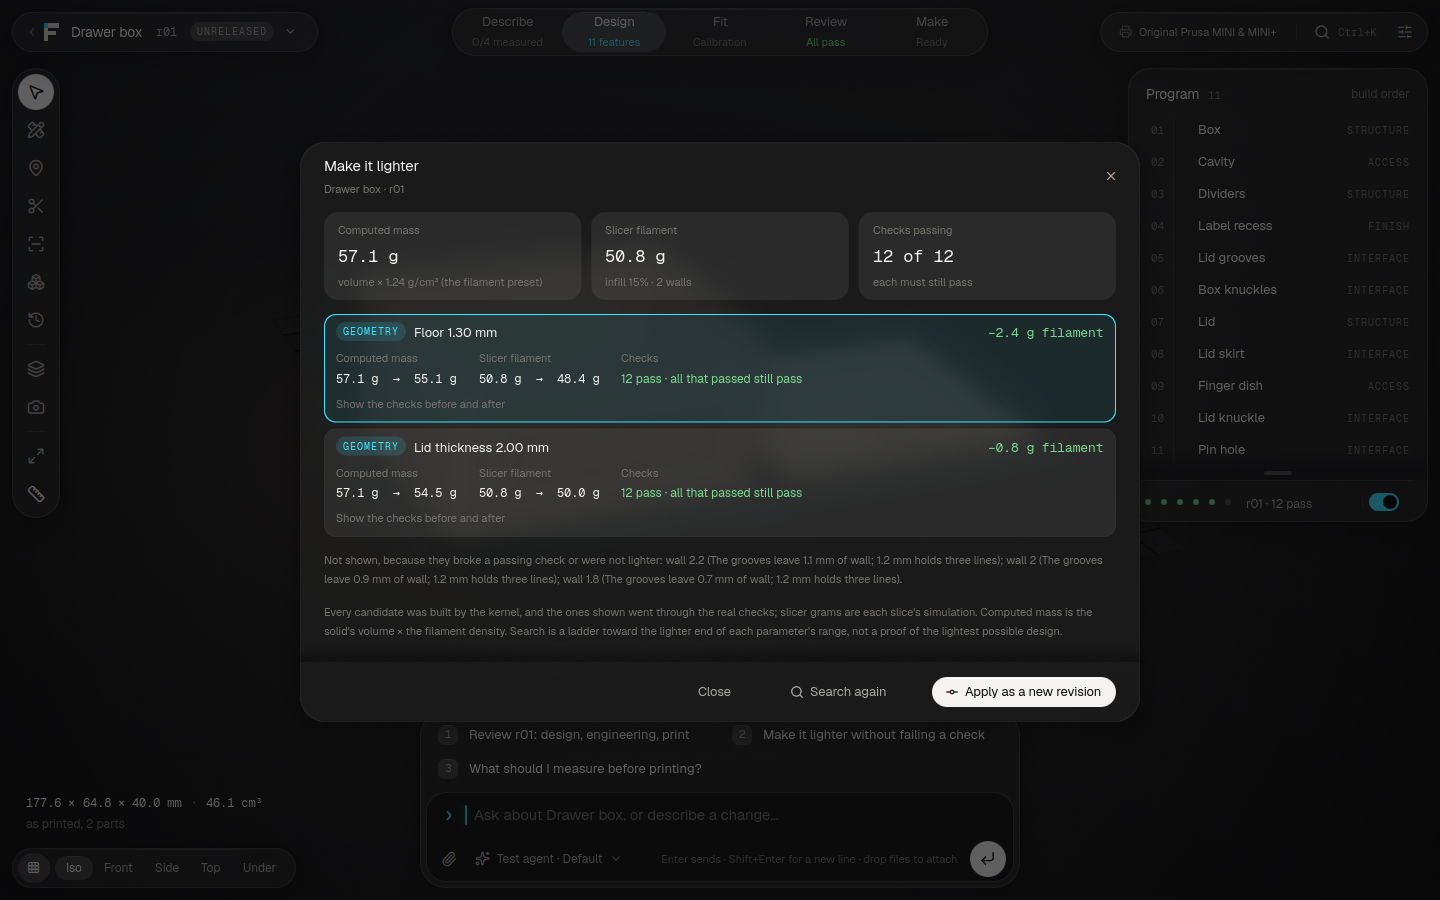 Drawer box r01 UNRELEASED
Describe
0/4 measured
Design
11 features
Fit
Calibration
Review
All pass
Make
Ready
Original Prusa MINI & MINI+
Ctrl+K
Program 11 build order
01 Box STRUCTURE
02 Cavity ACCESS
03 Dividers STRUCTURE
04 Label recess FINISH
05 Lid grooves INTERFACE
06 Box knuckles INTERFACE
07 Lid STRUCTURE
08 Lid skirt INTERFACE
09 Finger dish ACCESS
10 Lid knuckle INTERFACE
11 Pin hole INTERFACE
r01 · 12 pass
Make it lighter
Drawer box · r01
Computed mass
57.1 g
volume × 1.24 g/cm³ (the filament preset)
Slicer filament
50.8 g
infill 15% · 2 walls
Checks passing
12 of 12
each must still pass
GEOMETRY Floor 1.30 mm −2.4 g filament
Computed mass Slicer filament Checks
57.1 g → 55.1 g 50.8 g → 48.4 g 12 pass · all that passed still pass
Show the checks before and after
GEOMETRY Lid thickness 2.00 mm −0.8 g filament
Computed mass Slicer filament Checks
57.1 g → 54.5 g 50.8 g → 50.0 g 12 pass · all that passed still pass
Show the checks before and after
Not shown, because they broke a passing check or were not lighter: wall 2.2 (The grooves leave 1.1 mm of wall; 1.2 mm holds three lines); wall 2 (The grooves
leave 0.9 mm of wall; 1.2 mm holds three lines); wall 1.8 (The grooves leave 0.7 mm of wall; 1.2 mm holds three lines).
Every candidate was built by the kernel, and the ones shown went through the real checks; slicer grams are each slice's simulation. Computed mass is the
solid's volume × the filament density. Search is a ladder toward the lighter end of each parameter's range, not a proof of the lightest possible design.
Close Search again Apply as a new revision
1 Review r01: design, engineering, print 2 Make it lighter without failing a check
3 What should I measure before printing?
Ask about Drawer box, or describe a change...
Test agent · Default Enter sends · Shift+Enter for a new line · drop files to attach
177.6 × 64.8 × 40.0 mm · 46.1 cm³
as printed, 2 parts
Iso Front Side Top Under